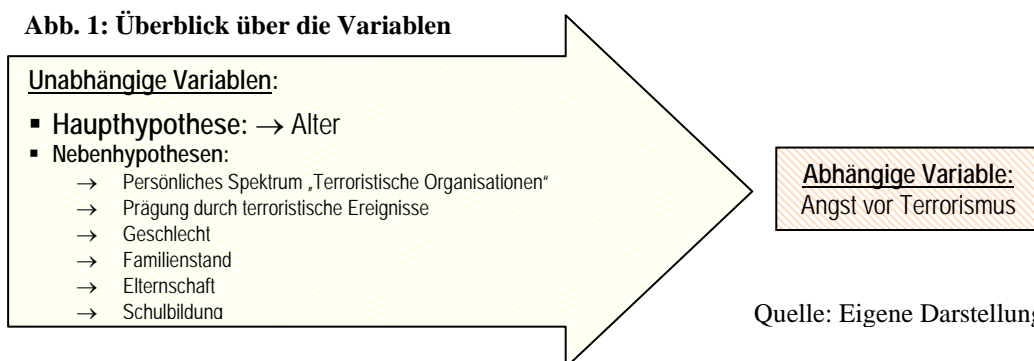 Abb. 1: Überblick über die Variablen
Unabhängige Variablen:
▪ Haupthypothese: → Alter
▪ Nebenhypothesen:
→ Persönliches Spektrum „Terroristische Organisationen“
→ Prägung durch terroristische Ereignisse
→ Geschlecht
→ Familienstand
→ Elternschaft
→ Schulbildung
Abhängige Variable:
Angst vor Terrorismus
Quelle: Eigene Darstellung